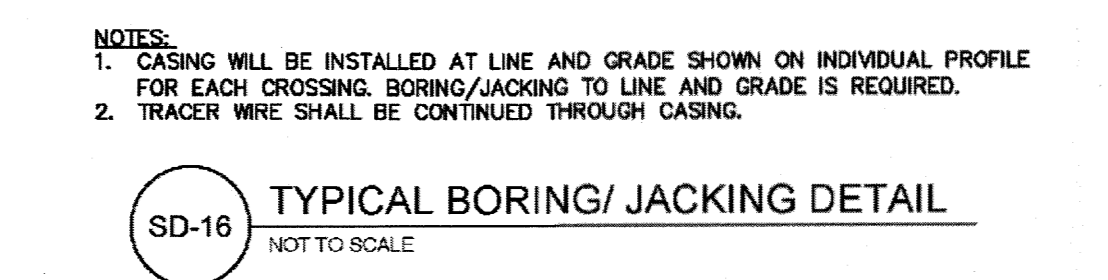 NOTES:
1. CASING WILL BE INSTALLED AT LINE AND GRADE SHOWN ON INDIVIDUAL PROFILE
FOR EACH CROSSING. BORING/JACKING TO LINE AND GRADE IS REQUIRED.
2. TRACER WIRE SHALL BE CONTINUED THROUGH CASING.
SD-16
TYPICAL BORING/ JACKING DETAIL
NOT TO SCALE